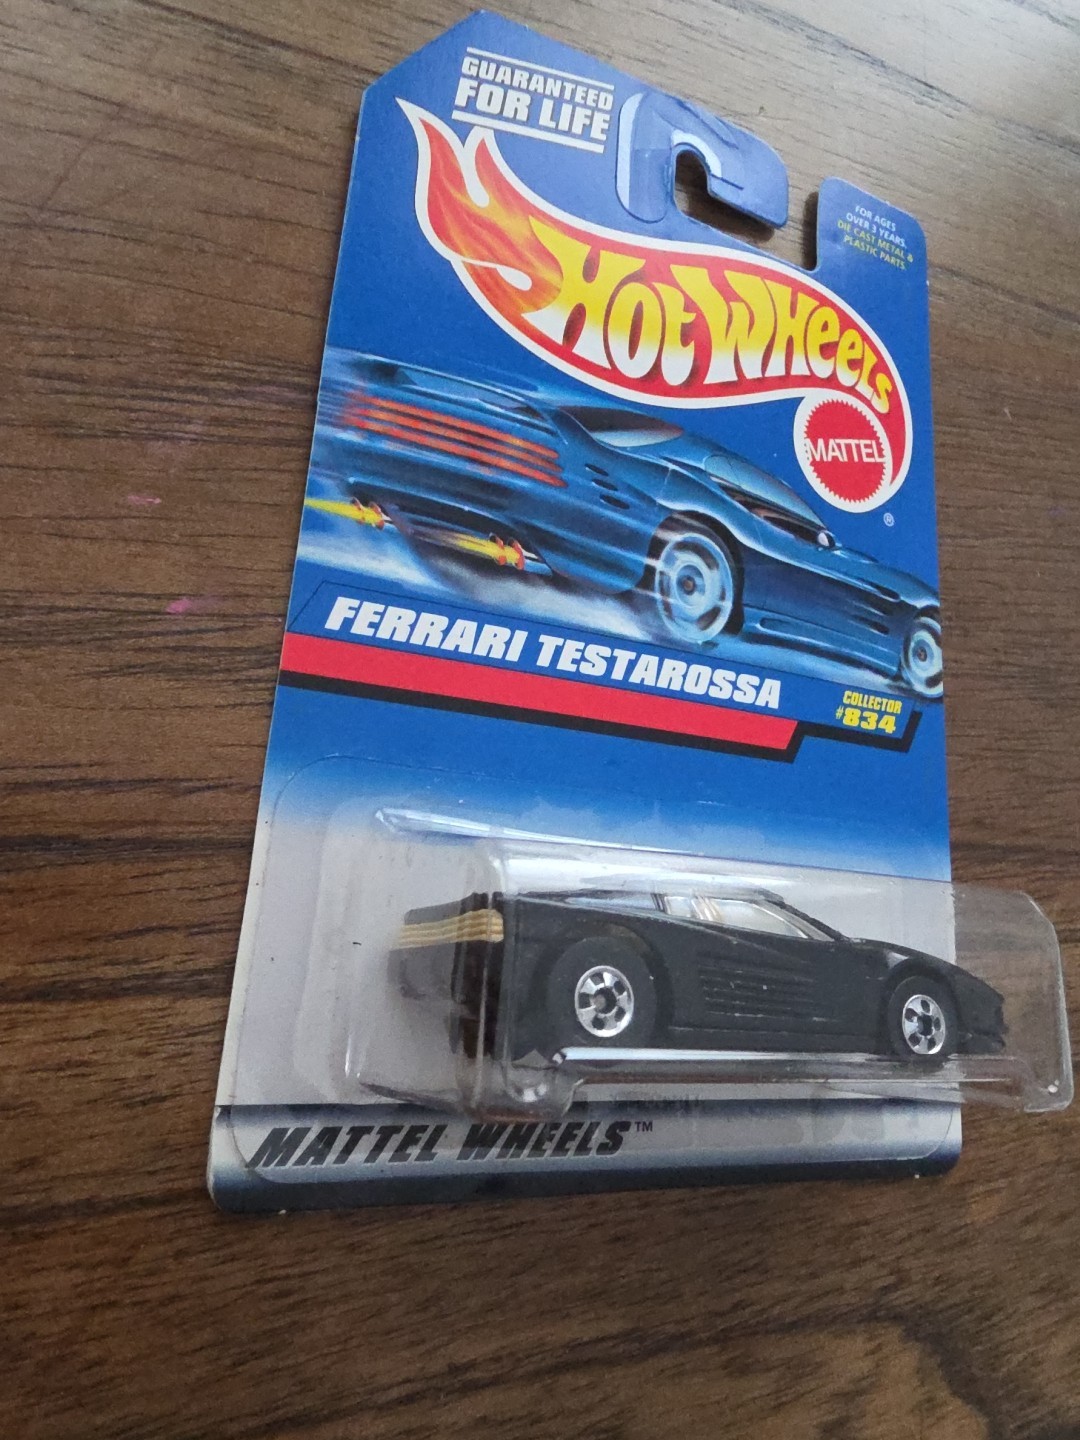 GUARANTEED
FOR LIFE
FOR AGES
OVER 3 YEARS.
DIE CAST METAL &
PLASTIC PARTS.
HOT WHEELS
MATTEL
®
FERRARI TESTAROSSA
COLLECTOR
#834
MATTEL WHEELS™